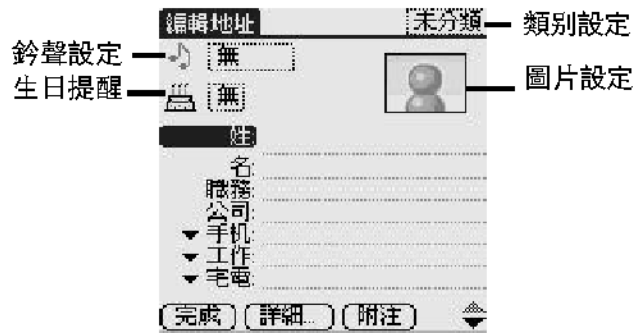 編輯地址 未分類 類別設定
鈴聲設定 無
生日提醒 無 圖片設定
姓:
名:
職務:
公司:
手机:
工作:
宅電:
完成 詳細... 附注